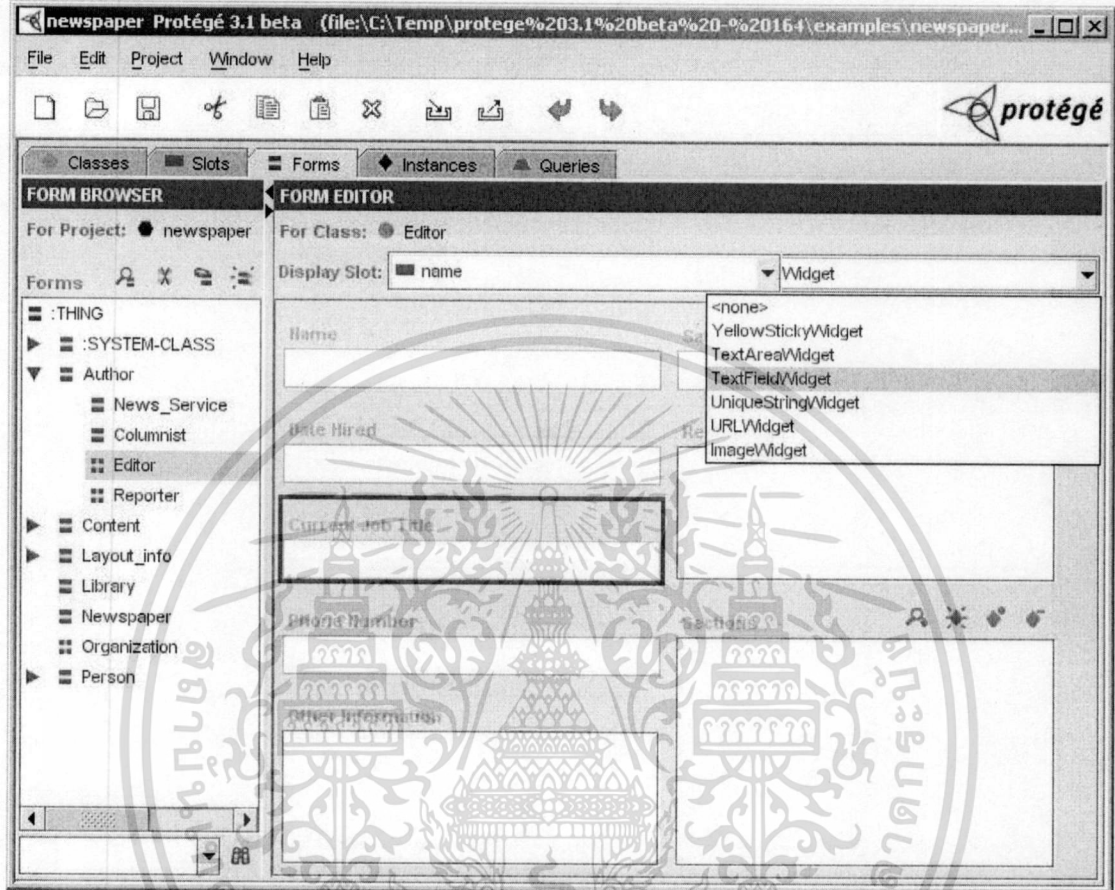 newspaper Protégé 3.1 beta (file:\C:\Temp\protege%203.1%20beta%20-%20164\examples\newspaper...
File Edit Project Window Help
protégé
Classes Slots Forms Instances Queries
FORM BROWSER
FORM EDITOR
For Project: newspaper
For Class: Editor
Forms
Display Slot: name
Widget
:THING
:SYSTEM-CLASS
Author
News_Service
Columnist
Editor
Reporter
Content
Layout_info
Library
Newspaper
Organization
Person
<none>
YellowStickyWidget
TextAreaWidget
TextFieldWidget
UniqueStringWidget
URLWidget
ImageWidget
Name
Date Hired
Current Job Title
Phone Number
Sections
Other Information